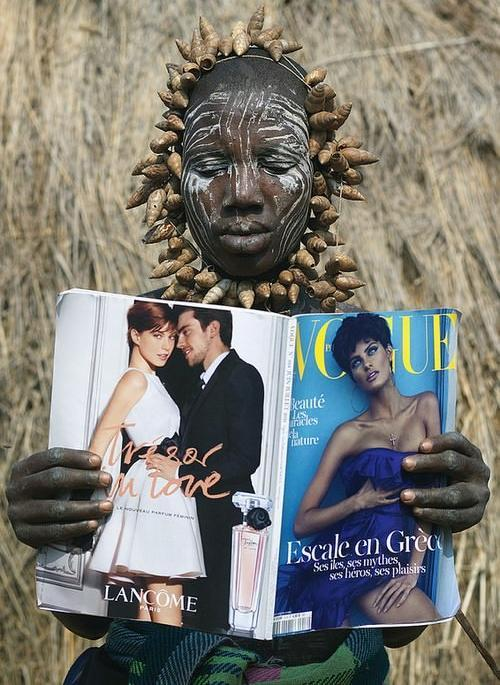 Trésor
in love
LE NOUVEAU PARFUM FÉMININ
LANCÔME
PARIS
VOGUE
Beauté
Les
miracles
de la
nature
Escale en Grèce
Ses îles, ses mythes,
ses héros, ses plaisirs